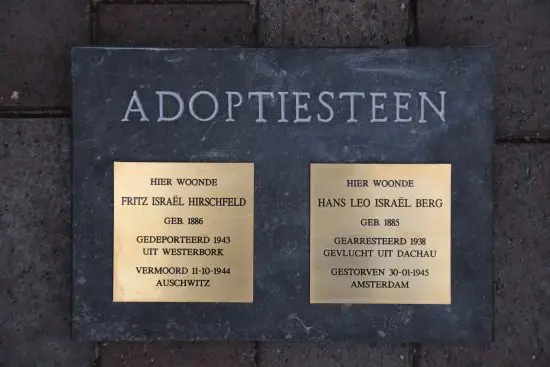 ADOPTIESTEEN
HIER WOONDE
FRITZ ISRAËL HIRSCHFELD
GEB. 1886
GEDEPORTEERD 1943
UIT WESTERBORK
VERMOORD 11-10-1944
AUSCHWITZ
HIER WOONDE
HANS LEO ISRAËL BERG
GEB. 1885
GEARRESTEERD 1938
GEVLUCHT UIT DACHAU
GESTORVEN 30-01-1945
AMSTERDAM